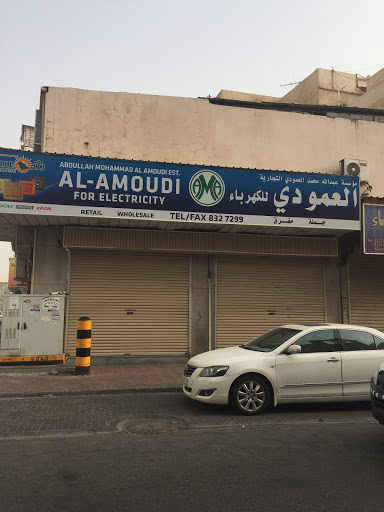 ABDULLAH MOHAMMAD AL AMOUDI EST.
AL-AMOUDI
FOR ELECTRICITY
RETAIL WHOLESALE
TEL/FAX 832 7299
AMA
مؤسسة عبدالله محمد العمودي التجارية
العمودي للكهرباء
جملة مفرق